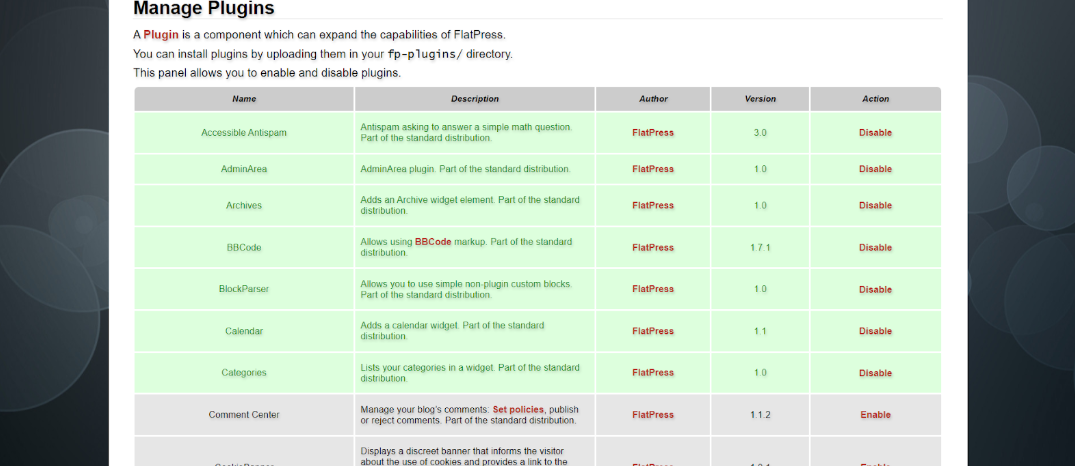 Manage Plugins
A Plugin is a component which can expand the capabilities of FlatPress.
You can install plugins by uploading them in your fp-plugins/ directory.
This panel allows you to enable and disable plugins.
Name Description Author Version Action
Accessible Antispam Antispam asking to answer a simple math question. FlatPress 3.0 Disable
Part of the standard distribution.
AdminArea AdminArea plugin. Part of the standard distribution. FlatPress 1.0 Disable
Archives Adds an Archive widget element. Part of the standard FlatPress 1.0 Disable
distribution.
BBCode Allows using BBCode markup. Part of the standard FlatPress 1.7.1 Disable
distribution.
BlockParser Allows you to use simple non-plugin custom blocks. FlatPress 1.0 Disable
Part of the standard distribution.
Calendar Adds a calendar widget. Part of the standard FlatPress 1.1 Disable
distribution.
Categories Lists your categories in a widget. Part of the standard FlatPress 1.0 Disable
distribution.
Comment Center Manage your blog's comments: Set policies, publish FlatPress 1.1.2 Enable
or reject comments. Part of the standard distribution.
Displays a discreet banner that informs the visitor
about the use of cookies and provides a link to the